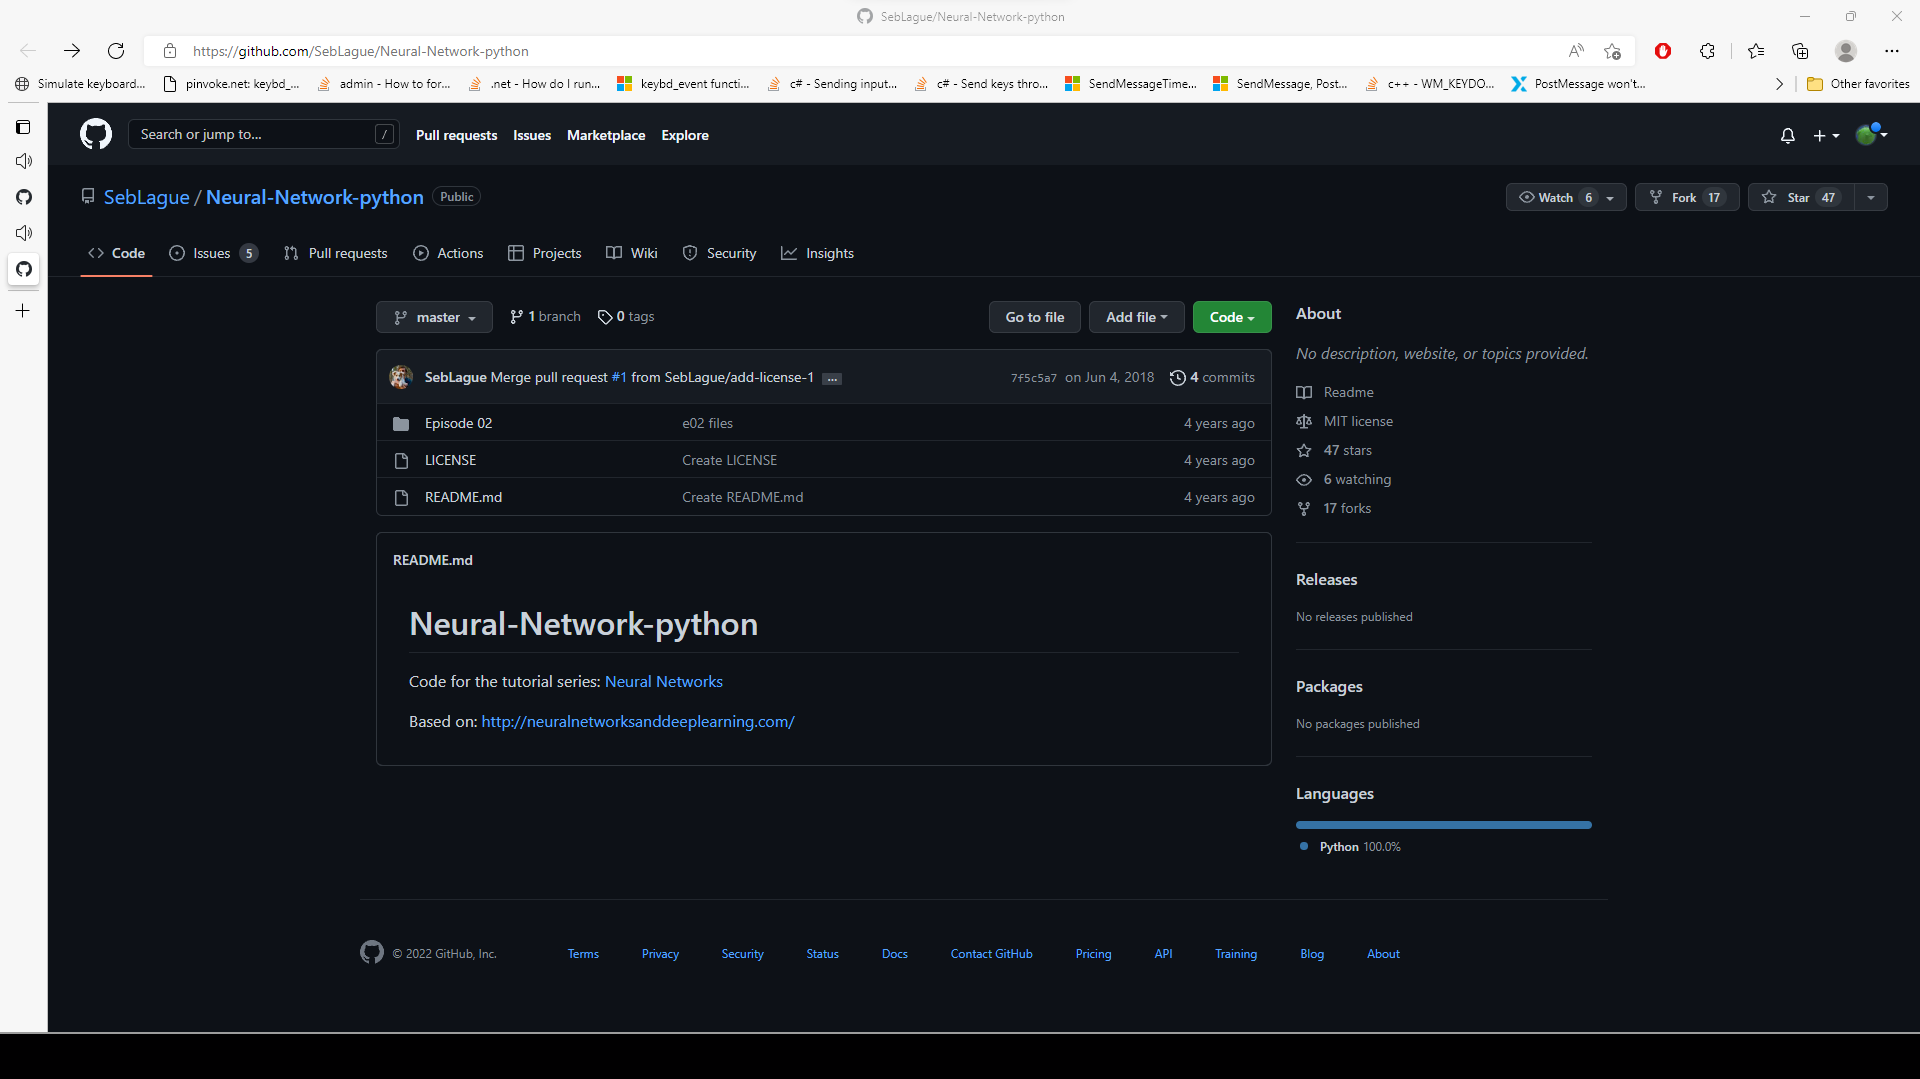 SebLague/Neural-Network-python
https://github.com/SebLague/Neural-Network-python
Simulate keyboard... pinvoke.net: keybd_... admin - How to for... .net - How do I run... keybd_event functi... c# - Sending input... c# - Send keys thro... SendMessageTime... SendMessage, Post... c++ - WM_KEYDO... PostMessage won't... Other favorites
Search or jump to... / Pull requests Issues Marketplace Explore
SebLague / Neural-Network-python Public Watch 6 Fork 17 Star 47
Code Issues 5 Pull requests Actions Projects Wiki Security Insights
master 1 branch 0 tags Go to file Add file Code
SebLague Merge pull request #1 from SebLague/add-license-1 ... 7f5c5a7 on Jun 4, 2018 4 commits
Episode 02 e02 files 4 years ago
LICENSE Create LICENSE 4 years ago
README.md Create README.md 4 years ago
README.md
Neural-Network-python
Code for the tutorial series: Neural Networks
Based on: http://neuralnetworksanddeeplearning.com/
About
No description, website, or topics provided.
Readme
MIT license
47 stars
6 watching
17 forks
Releases
No releases published
Packages
No packages published
Languages
Python 100.0%
© 2022 GitHub, Inc. Terms Privacy Security Status Docs Contact GitHub Pricing API Training Blog About